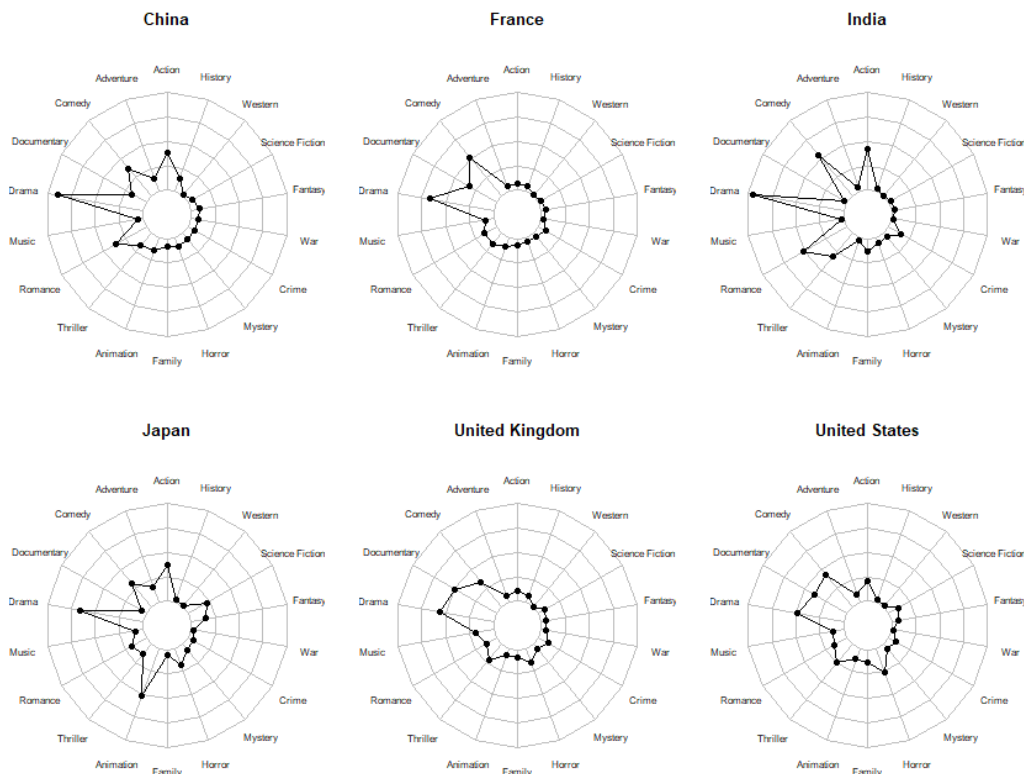 China
France
India
Action
Adventure
History
Comedy
Western
Documentary
Science Fiction
Drama
Fantasy
Music
War
Romance
Crime
Thriller
Mystery
Animation
Horror
Family
Action
Adventure
History
Comedy
Western
Documentary
Science Fiction
Drama
Fantasy
Music
War
Romance
Crime
Thriller
Mystery
Animation
Horror
Family
Action
Adventure
History
Comedy
Western
Documentary
Science Fiction
Drama
Fantasy
Music
War
Romance
Crime
Thriller
Mystery
Animation
Horror
Family
Japan
United Kingdom
United States
Action
Adventure
History
Comedy
Western
Documentary
Science Fiction
Drama
Fantasy
Music
War
Romance
Crime
Thriller
Mystery
Animation
Horror
Family
Action
Adventure
History
Comedy
Western
Documentary
Science Fiction
Drama
Fantasy
Music
War
Romance
Crime
Thriller
Mystery
Animation
Horror
Family
Action
Adventure
History
Comedy
Western
Documentary
Science Fiction
Drama
Fantasy
Music
War
Romance
Crime
Thriller
Mystery
Animation
Horror
Family